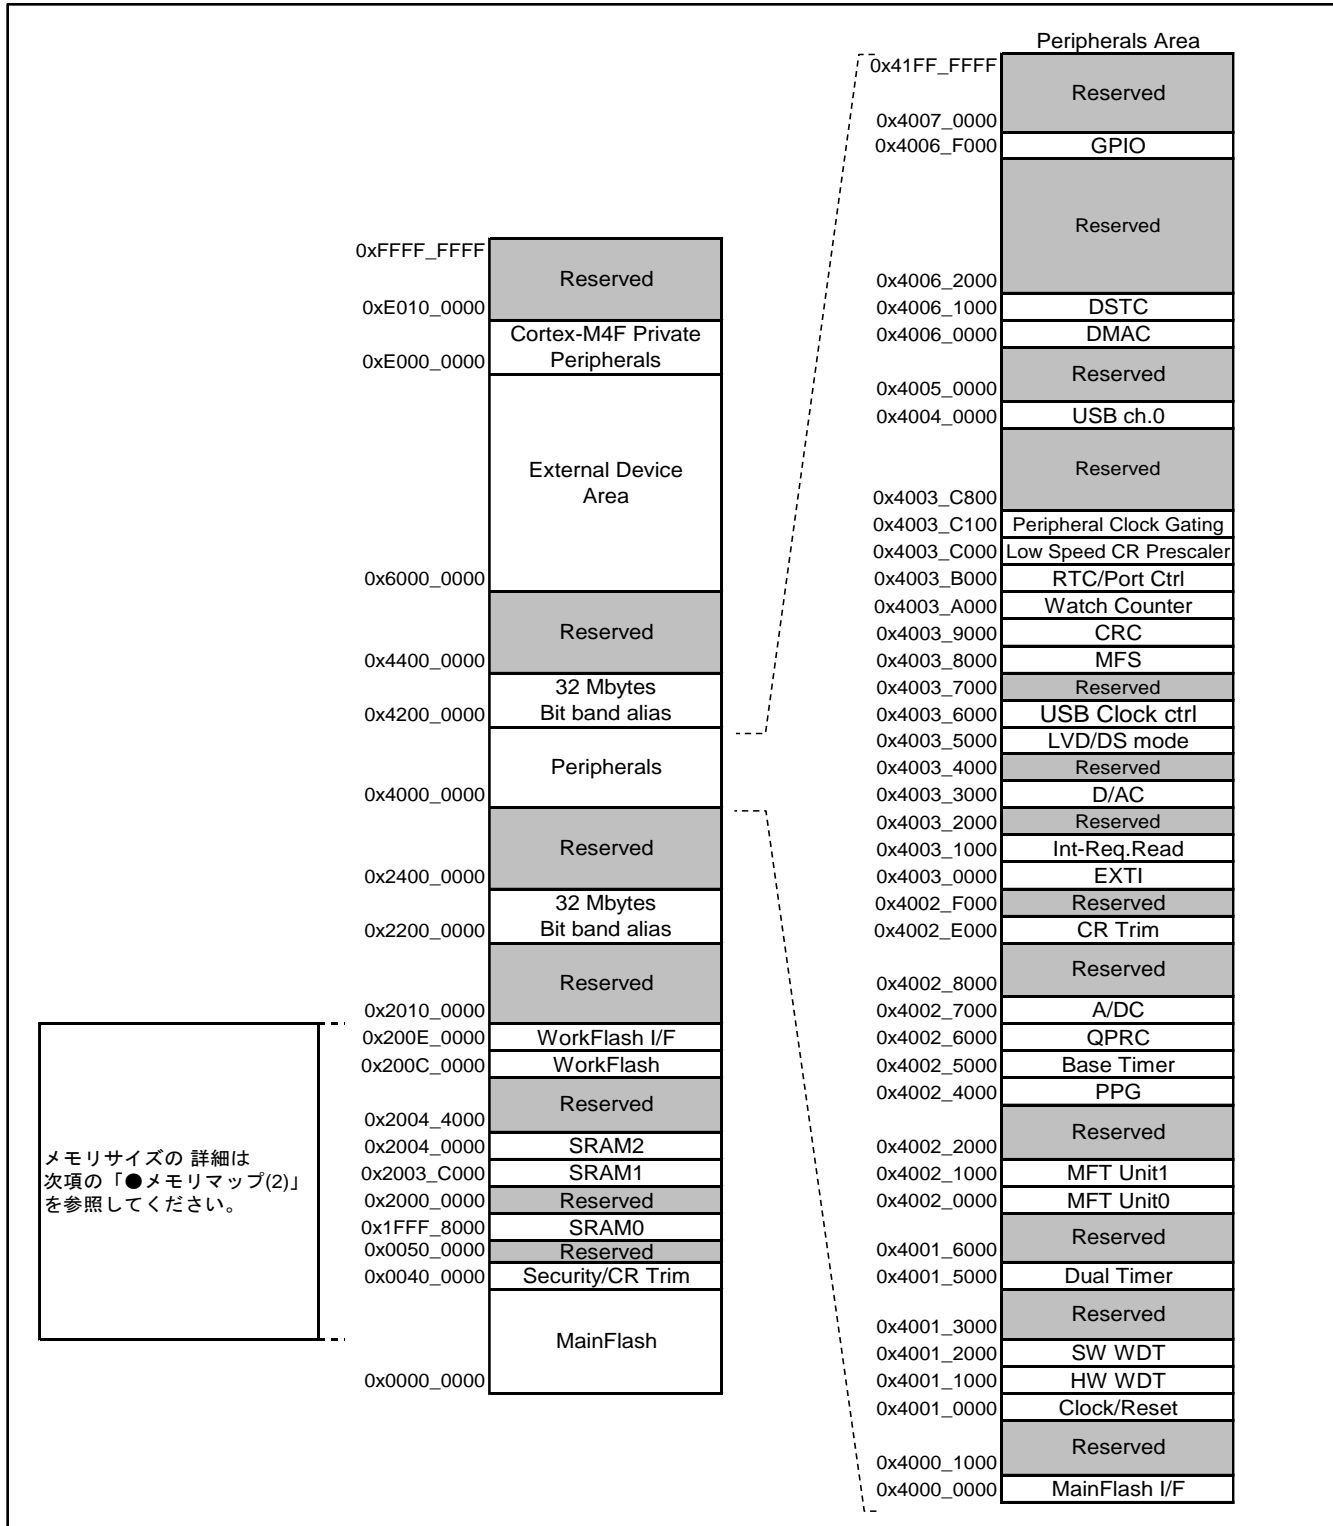 0xFFFF_FFFF
Reserved
0xE010_0000
Cortex-M4F Private
Peripherals
0xE000_0000
External Device
Area
0x6000_0000
Reserved
0x4400_0000
32 Mbytes
Bit band alias
0x4200_0000
Peripherals
0x4000_0000
Reserved
0x2400_0000
32 Mbytes
Bit band alias
0x2200_0000
Reserved
0x2010_0000
0x200E_0000 WorkFlash I/F
0x200C_0000 WorkFlash
Reserved
0x2004_4000
0x2004_0000 SRAM2
0x2003_C000 SRAM1
0x2000_0000 Reserved
0x1FFF_8000 SRAM0
0x0050_0000 Reserved
0x0040_0000 Security/CR Trim
MainFlash
0x0000_0000
メモリサイズの 詳細は
次項の「●メモリマップ(2)」
を参照してください。
Peripherals Area
0x41FF_FFFF
Reserved
0x4007_0000
0x4006_F000 GPIO
Reserved
0x4006_2000
0x4006_1000 DSTC
0x4006_0000 DMAC
Reserved
0x4005_0000
0x4004_0000 USB ch.0
Reserved
0x4003_C800
0x4003_C100 Peripheral Clock Gating
0x4003_C000 Low Speed CR Prescaler
0x4003_B000 RTC/Port Ctrl
0x4003_A000 Watch Counter
0x4003_9000 CRC
0x4003_8000 MFS
0x4003_7000 Reserved
0x4003_6000 USB Clock ctrl
0x4003_5000 LVD/DS mode
0x4003_4000 Reserved
0x4003_3000 D/AC
0x4003_2000 Reserved
0x4003_1000 Int-Req.Read
0x4003_0000 EXTI
0x4002_F000 Reserved
0x4002_E000 CR Trim
Reserved
0x4002_8000
0x4002_7000 A/DC
0x4002_6000 QPRC
0x4002_5000 Base Timer
0x4002_4000 PPG
Reserved
0x4002_2000
0x4002_1000 MFT Unit1
0x4002_0000 MFT Unit0
Reserved
0x4001_6000
0x4001_5000 Dual Timer
Reserved
0x4001_3000
0x4001_2000 SW WDT
0x4001_1000 HW WDT
0x4001_0000 Clock/Reset
Reserved
0x4000_1000
0x4000_0000 MainFlash I/F